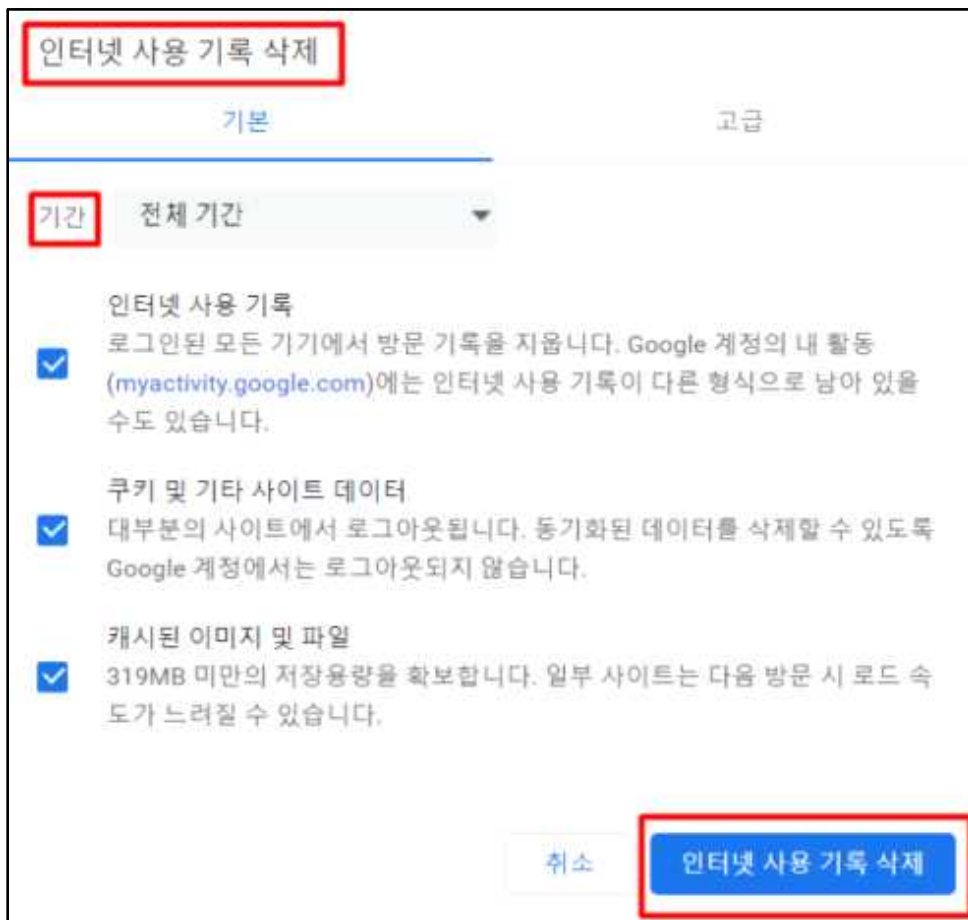 인터넷 사용 기록 삭제
기본 고급
기간 전체 기간
인터넷 사용 기록
로그인된 모든 기기에서 방문 기록을 지웁니다. Google 계정의 내 활동
(myactivity.google.com)에는 인터넷 사용 기록이 다른 형식으로 남아 있을
수도 있습니다.
쿠키 및 기타 사이트 데이터
대부분의 사이트에서 로그아웃됩니다. 동기화된 데이터를 삭제할 수 있도록
Google 계정에서는 로그아웃되지 않습니다.
캐시된 이미지 및 파일
319MB 미만의 저장용량을 확보합니다. 일부 사이트는 다음 방문 시 로드 속
도가 느려질 수 있습니다.
취소 인터넷 사용 기록 삭제